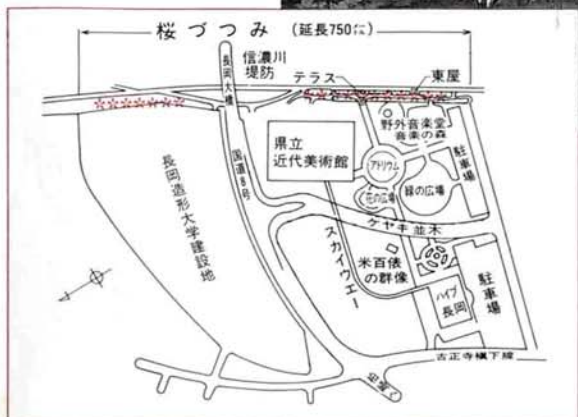 桜づつみ (延長750㍍)
信濃川
堤防
テラス
東屋
長岡大橋
国道8号
県立
近代美術館
野外音楽堂
音楽の森
アトリウム
花の広場
緑の広場
駐車場
長岡造形大学建設地
ケヤキ並木
スカイウエー
米百俵
の群像
ハイブ
長岡
駐車場
古正寺槇下線